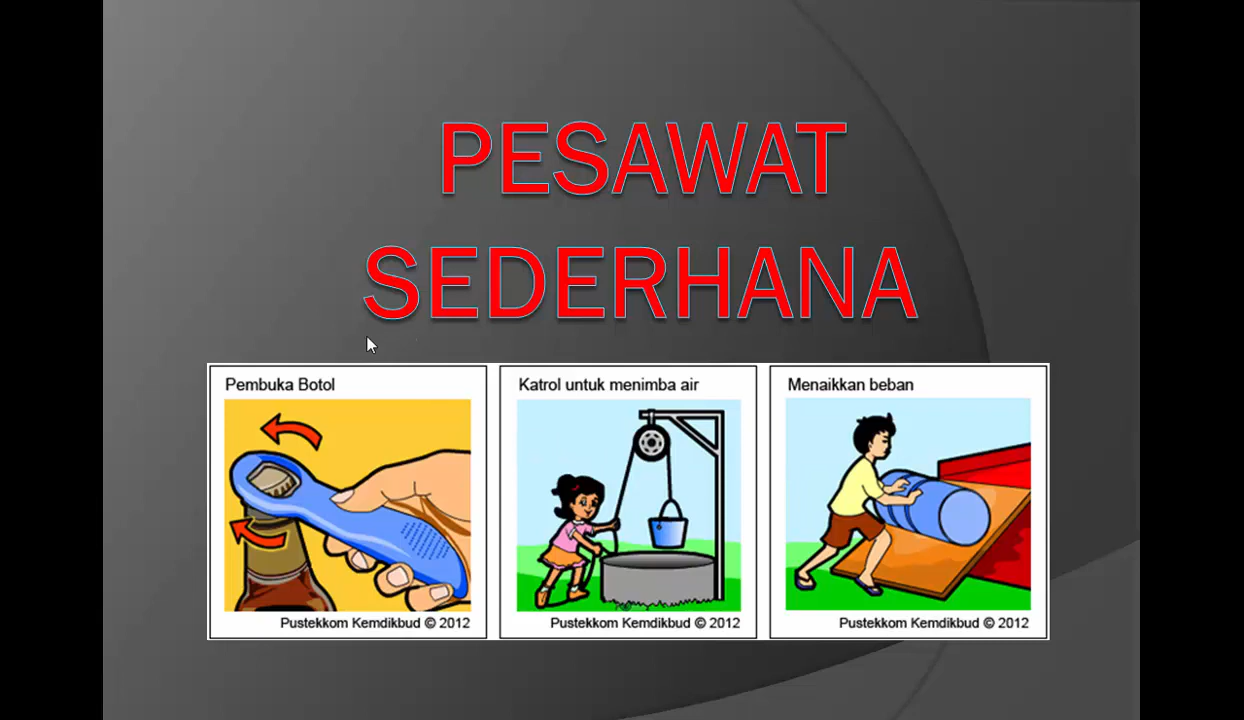 PESAWAT
SEDERHANA
Pembuka Botol
Pustekkom Kemdikbud © 2012
Katrol untuk menimba air
Pustekkom Kemdikbud © 2012
Menaikkan beban
Pustekkom Kemdikbud © 2012